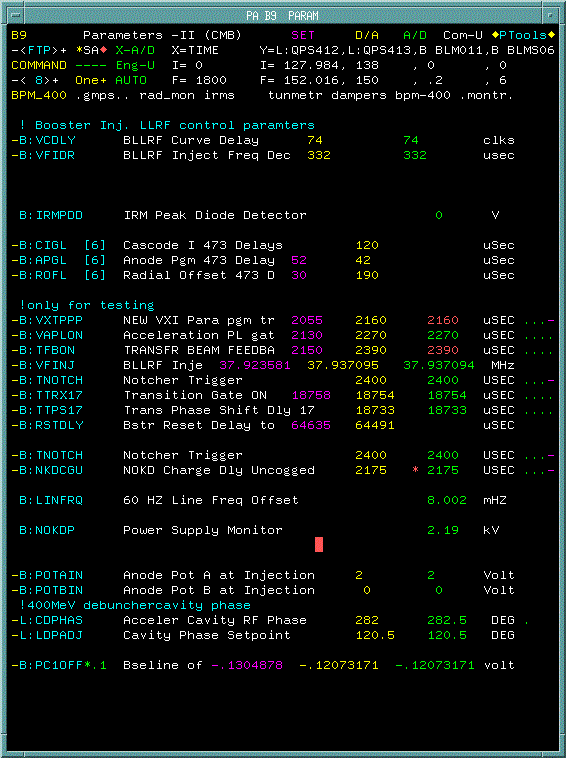 PA B9 PARAM
B9 Parameters -II (CMB) SET D/A A/D Com-U ◆PTools◆
-<FTP>+ *SA◆ X-A/D X=TIME Y=L:QPS412,L:QPS413,B BLM011,B BLMS06
COMMAND ---- Eng-U I= 0 I= 127.984, 138 , 0 , 0
-< 8>+ One+ AUTO F= 1800 F= 152.016, 150 , .2 , 6
BPM_400 .gmps.. rad_mon irms tunmetr dampers bpm-400 .montr.
! Booster Inj. LLRF control paramters
-B:VCDLY BLLRF Curve Delay 74 74 clks
-B:VFIDR BLLRF Inject Freq Dec 332 332 usec
B:IRMPDD IRM Peak Diode Detector 0 V
-B:CIGL [6] Cascode I 473 Delays 120 uSec
-B:APGL [6] Anode Pgm 473 Delay 52 42 uSec
-B:ROFL [6] Radial Offset 473 D 30 190 uSec
!only for testing
-B:VXTPPP NEW VXI Para pgm tr 2055 2160 2160 uSEC ...-
-B:VAPLON Acceleration PL gat 2130 2270 2270 uSEC ....
-B:TFBON TRANSFR BEAM FEEDBA 2150 2390 2390 uSEC ....
-B:VFINJ BLLRF Inje 37.923581 37.937095 37.937094 MHz
-B:TNOTCH Notcher Trigger 2400 2400 USEC ...-
-B:TTRX17 Transition Gate ON 18758 18754 18754 USEC ....
-B:TTPS17 Trans Phase Shift Dly 17 18733 18733 USEC ....
-B:RSTDLY Bstr Reset Delay to 64635 64491 USEC
-B:TNOTCH Notcher Trigger 2400 2400 USEC ...-
-B:NKDCGU NOKD Charge Dly Uncogged 2175 * 2175 USEC ...-
B:LINFRQ 60 HZ Line Freq Offset 8.002 mHZ
B:NOKDP Power Supply Monitor 2.19 kV
-B:POTAIN Anode Pot A at Injection 2 2 Volt
-B:POTBIN Anode Pot B at Injection 0 0 Volt
!400MeV debunchercavity phase
-L:CDPHAS Acceler Cavity RF Phase 282 282.5 DEG .
-L:LDPADJ Cavity Phase Setpoint 120.5 120.5 DEG
-B:PC1OFF*.1 Bseline of -.1304878 -.12073171 -.12073171 volt